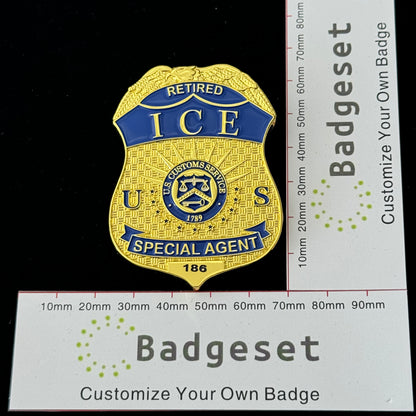 RETIRED
ICE
U.S. CUSTOMS SERVICE
1789
U S
SPECIAL AGENT
186
10mm 20mm 30mm 40mm 50mm 60mm 70mm 80mm
Badgeset
Customize Your Own Badge
10mm 20mm 30mm 40mm 50mm 60mm 70mm 80mm 90mm
Badgeset
Customize Your Own Badge